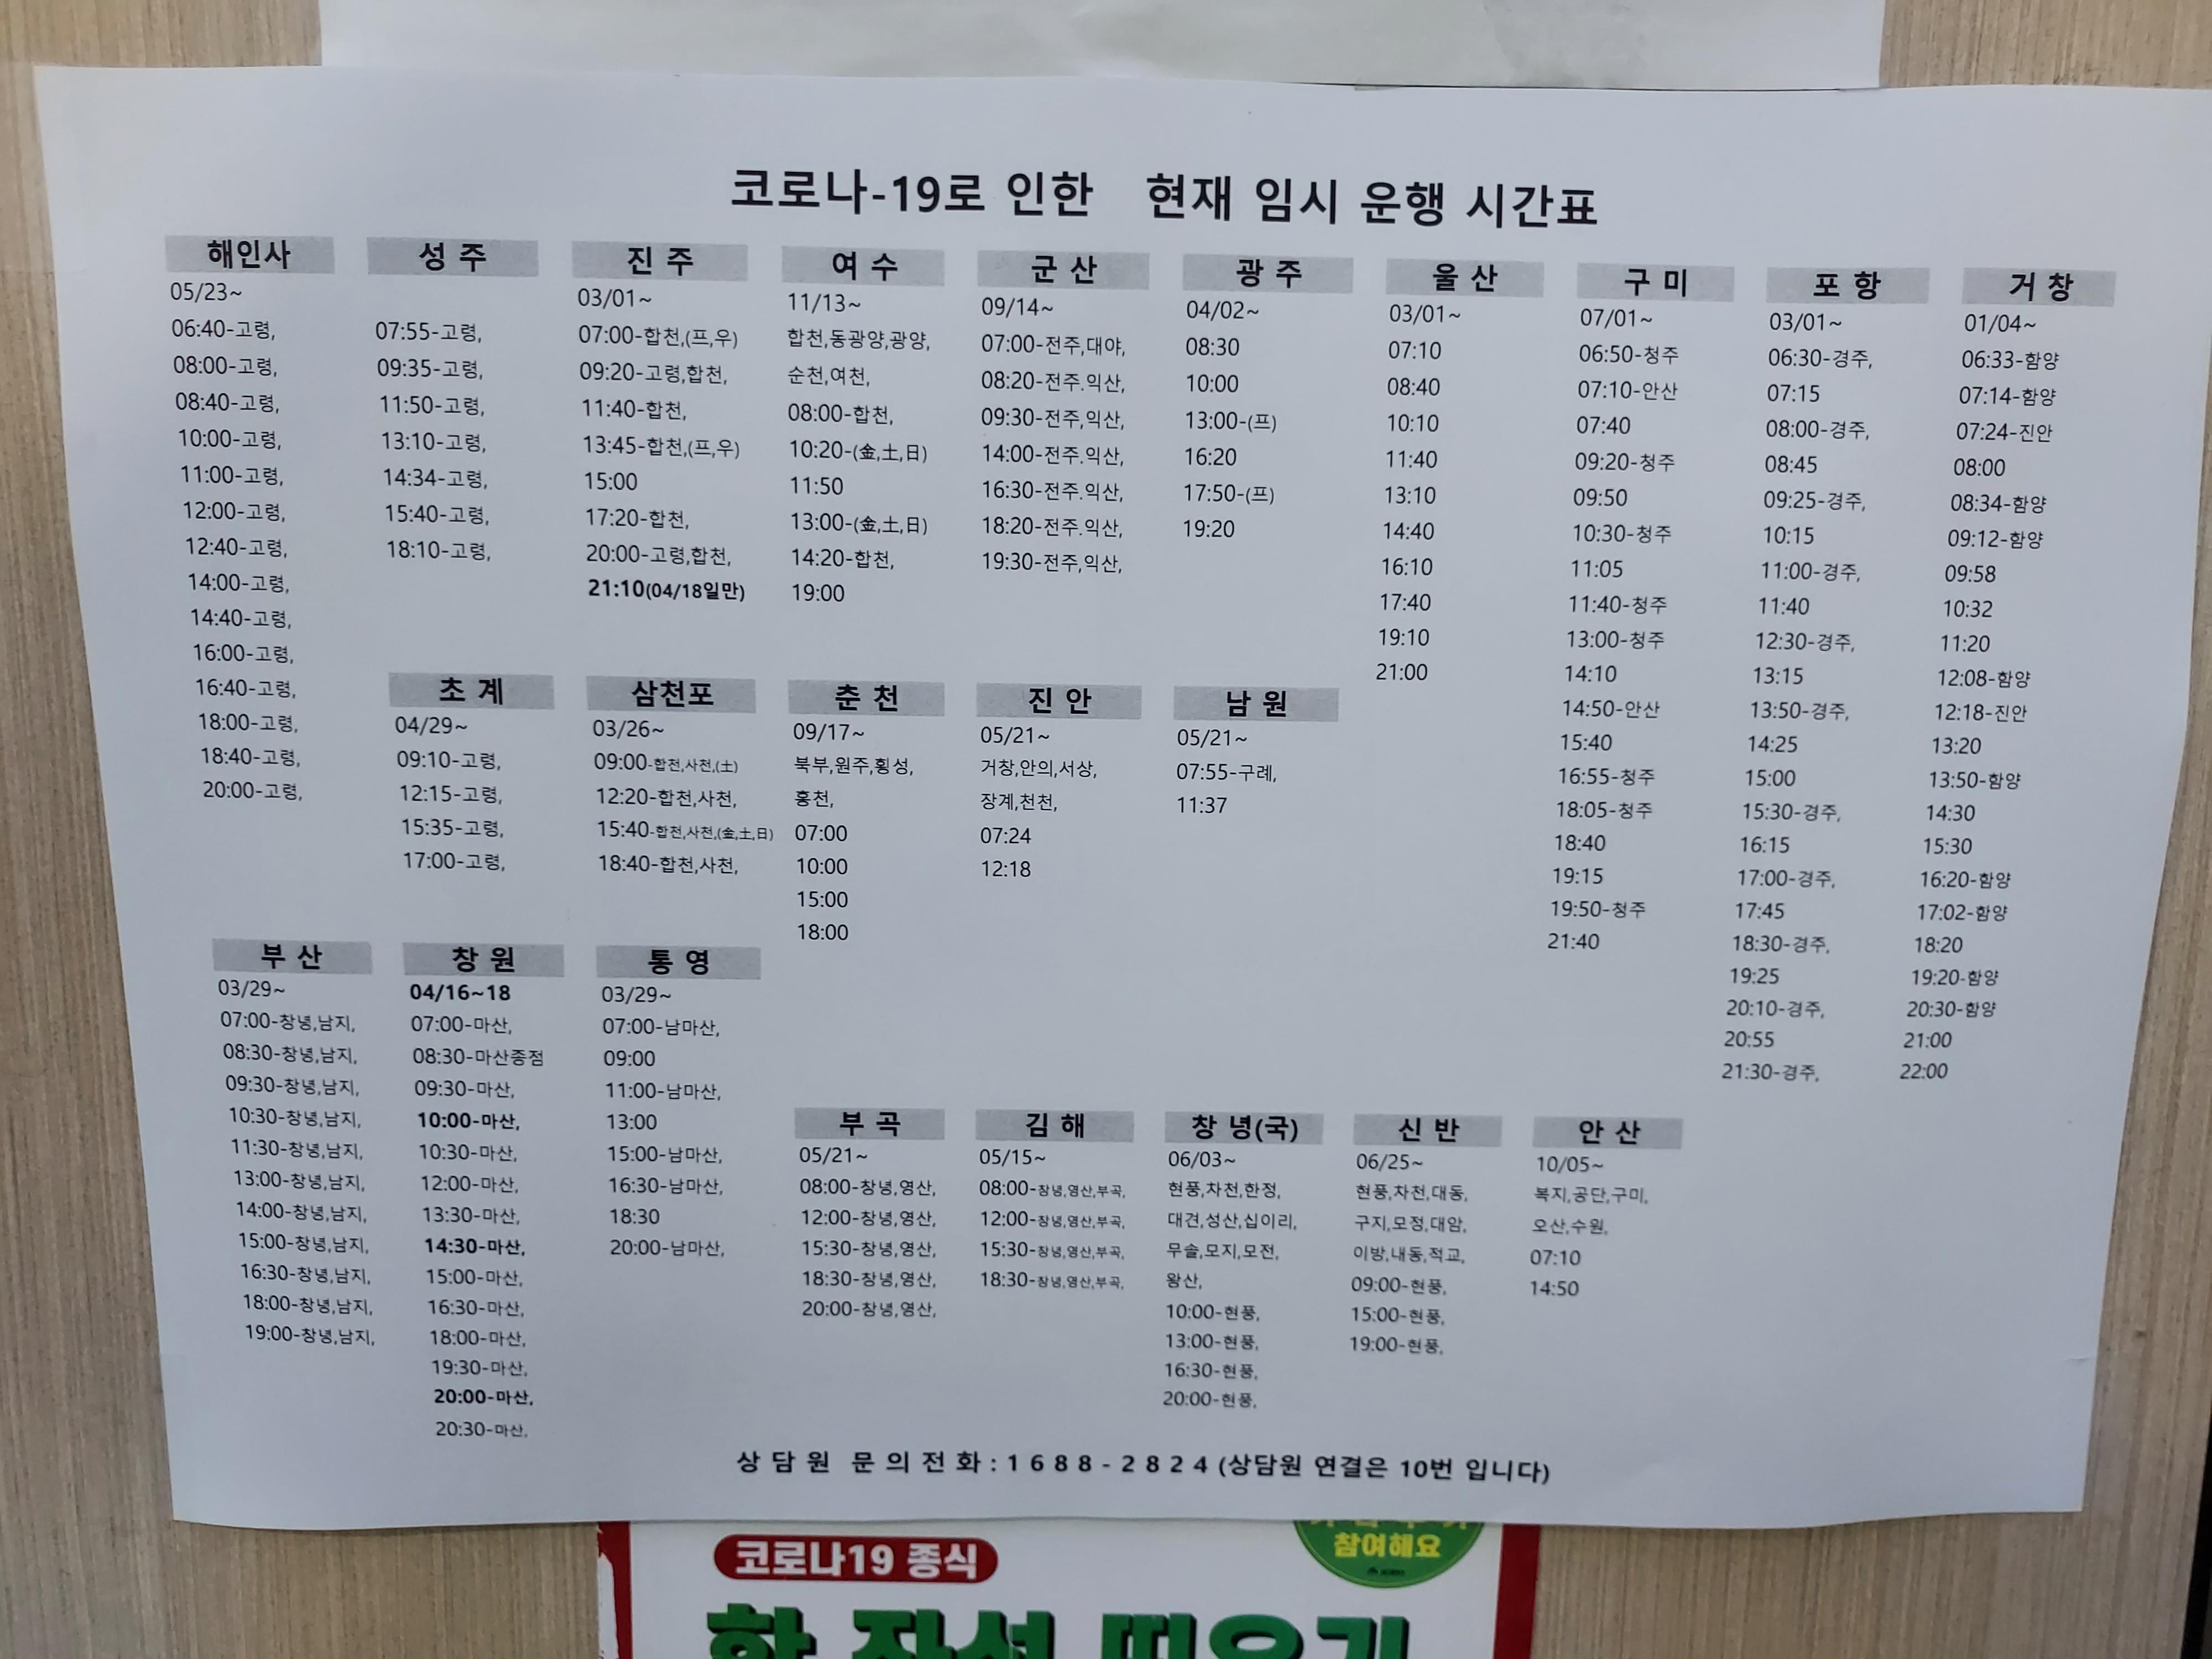 코로나-19로 인한 현재 임시 운행 시간표
해인사
05/23~
06:40-고령,
08:00-고령,
08:40-고령,
10:00-고령,
11:00-고령,
12:00-고령,
12:40-고령,
14:00-고령,
14:40-고령,
16:00-고령,
16:40-고령,
18:00-고령,
18:40-고령,
20:00-고령,
성 주
07:55-고령,
09:35-고령,
11:50-고령,
13:10-고령,
14:34-고령,
15:40-고령,
18:10-고령,
진 주
03/01~
07:00-합천,(프,우)
09:20-고령,합천,
11:40-합천,
13:45-합천,(프,우)
15:00
17:20-합천,
20:00-고령,합천,
21:10(04/18일만)
여 수
11/13~
합천,동광양,광양,
순천,여천,
08:00-합천,
10:20-(金,土,日)
11:50
13:00-(金,土,日)
14:20-합천,
19:00
군 산
09/14~
07:00-전주,대야,
08:20-전주.익산,
09:30-전주,익산,
14:00-전주.익산,
16:30-전주.익산,
18:20-전주.익산,
19:30-전주,익산,
광 주
04/02~
08:30
10:00
13:00-(프)
16:20
17:50-(프)
19:20
울 산
03/01~
07:10
08:40
10:10
11:40
13:10
14:40
16:10
17:40
19:10
21:00
구 미
07/01~
06:50-청주
07:10-안산
07:40
09:20-청주
09:50
10:30-청주
11:05
11:40-청주
13:00-청주
14:10
14:50-안산
15:40
16:55-청주
18:05-청주
18:40
19:15
19:50-청주
21:40
포 항
03/01~
06:30-경주,
07:15
08:00-경주,
08:45
09:25-경주,
10:15
11:00-경주,
11:40
12:30-경주,
13:15
13:50-경주,
14:25
15:00
15:30-경주,
16:15
17:00-경주,
17:45
18:30-경주,
19:25
20:10-경주,
20:55
21:30-경주,
거 창
01/04~
06:33-함양
07:14-함양
07:24-진안
08:00
08:34-함양
09:12-함양
09:58
10:32
11:20
12:08-함양
12:18-진안
13:20
13:50-함양
14:30
15:30
16:20-함양
17:02-함양
18:20
19:20-함양
20:30-함양
21:00
22:00
초 계
04/29~
09:10-고령,
12:15-고령,
15:35-고령,
17:00-고령,
삼천포
03/26~
09:00-합천,사천,(土)
12:20-합천,사천,
15:40-합천,사천,(金,土,日)
18:40-합천,사천,
춘 천
09/17~
북부,원주,횡성,
홍천,
07:00
10:00
15:00
18:00
진 안
05/21~
거창,안의,서상,
장계,천천,
07:24
12:18
남 원
05/21~
07:55-구례,
11:37
부 산
03/29~
07:00-창녕,남지,
08:30-창녕,남지,
09:30-창녕,남지,
10:30-창녕,남지,
11:30-창녕,남지,
13:00-창녕,남지,
14:00-창녕,남지,
15:00-창녕,남지,
16:30-창녕,남지,
18:00-창녕,남지,
19:00-창녕,남지,
창 원
04/16~18
07:00-마산,
08:30-마산종점
09:30-마산,
10:00-마산,
10:30-마산,
12:00-마산,
13:30-마산,
14:30-마산,
15:00-마산,
16:30-마산,
18:00-마산,
19:30-마산,
20:00-마산,
20:30-마산,
통 영
03/29~
07:00-남마산,
09:00
11:00-남마산,
13:00
15:00-남마산,
16:30-남마산,
18:30
20:00-남마산,
부 곡
05/21~
08:00-창녕,영산,
12:00-창녕,영산,
15:30-창녕,영산,
18:30-창녕,영산,
20:00-창녕,영산,
김 해
05/15~
08:00-창녕,영산,부곡,
12:00-창녕,영산,부곡,
15:30-창녕,영산,부곡,
18:30-창녕,영산,부곡,
창 녕(국)
06/03~
현풍,차천,한정,
대견,성산,십이리,
무솔,모지,모전,
왕산,
10:00-현풍,
13:00-현풍,
16:30-현풍,
20:00-현풍,
신 반
06/25~
현풍,차천,대동,
구지,모정,대암,
이방,내동,적교,
09:00-현풍,
15:00-현풍,
19:00-현풍,
안 산
10/05~
복지,공단,구미,
오산,수원,
07:10
14:50
상 담 원 문 의 전 화 : 1 6 8 8 - 2 8 2 4 (상담원 연결은 10번 입니다)
코로나19 종식
참여해요
한 좌석 띄우기